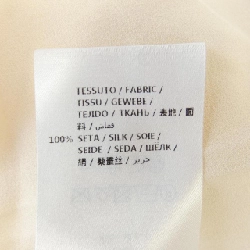 TESSUTO / FABRIC /
TISSU / GEWEBE /
TEJIDO / ТКАНЬ / 表地 / 面
料 / قماش
100% SETA / SILK / SOIE /
SEIDE / SEDA / ШЁЛК /
絹 / 桑蚕丝 / حرير